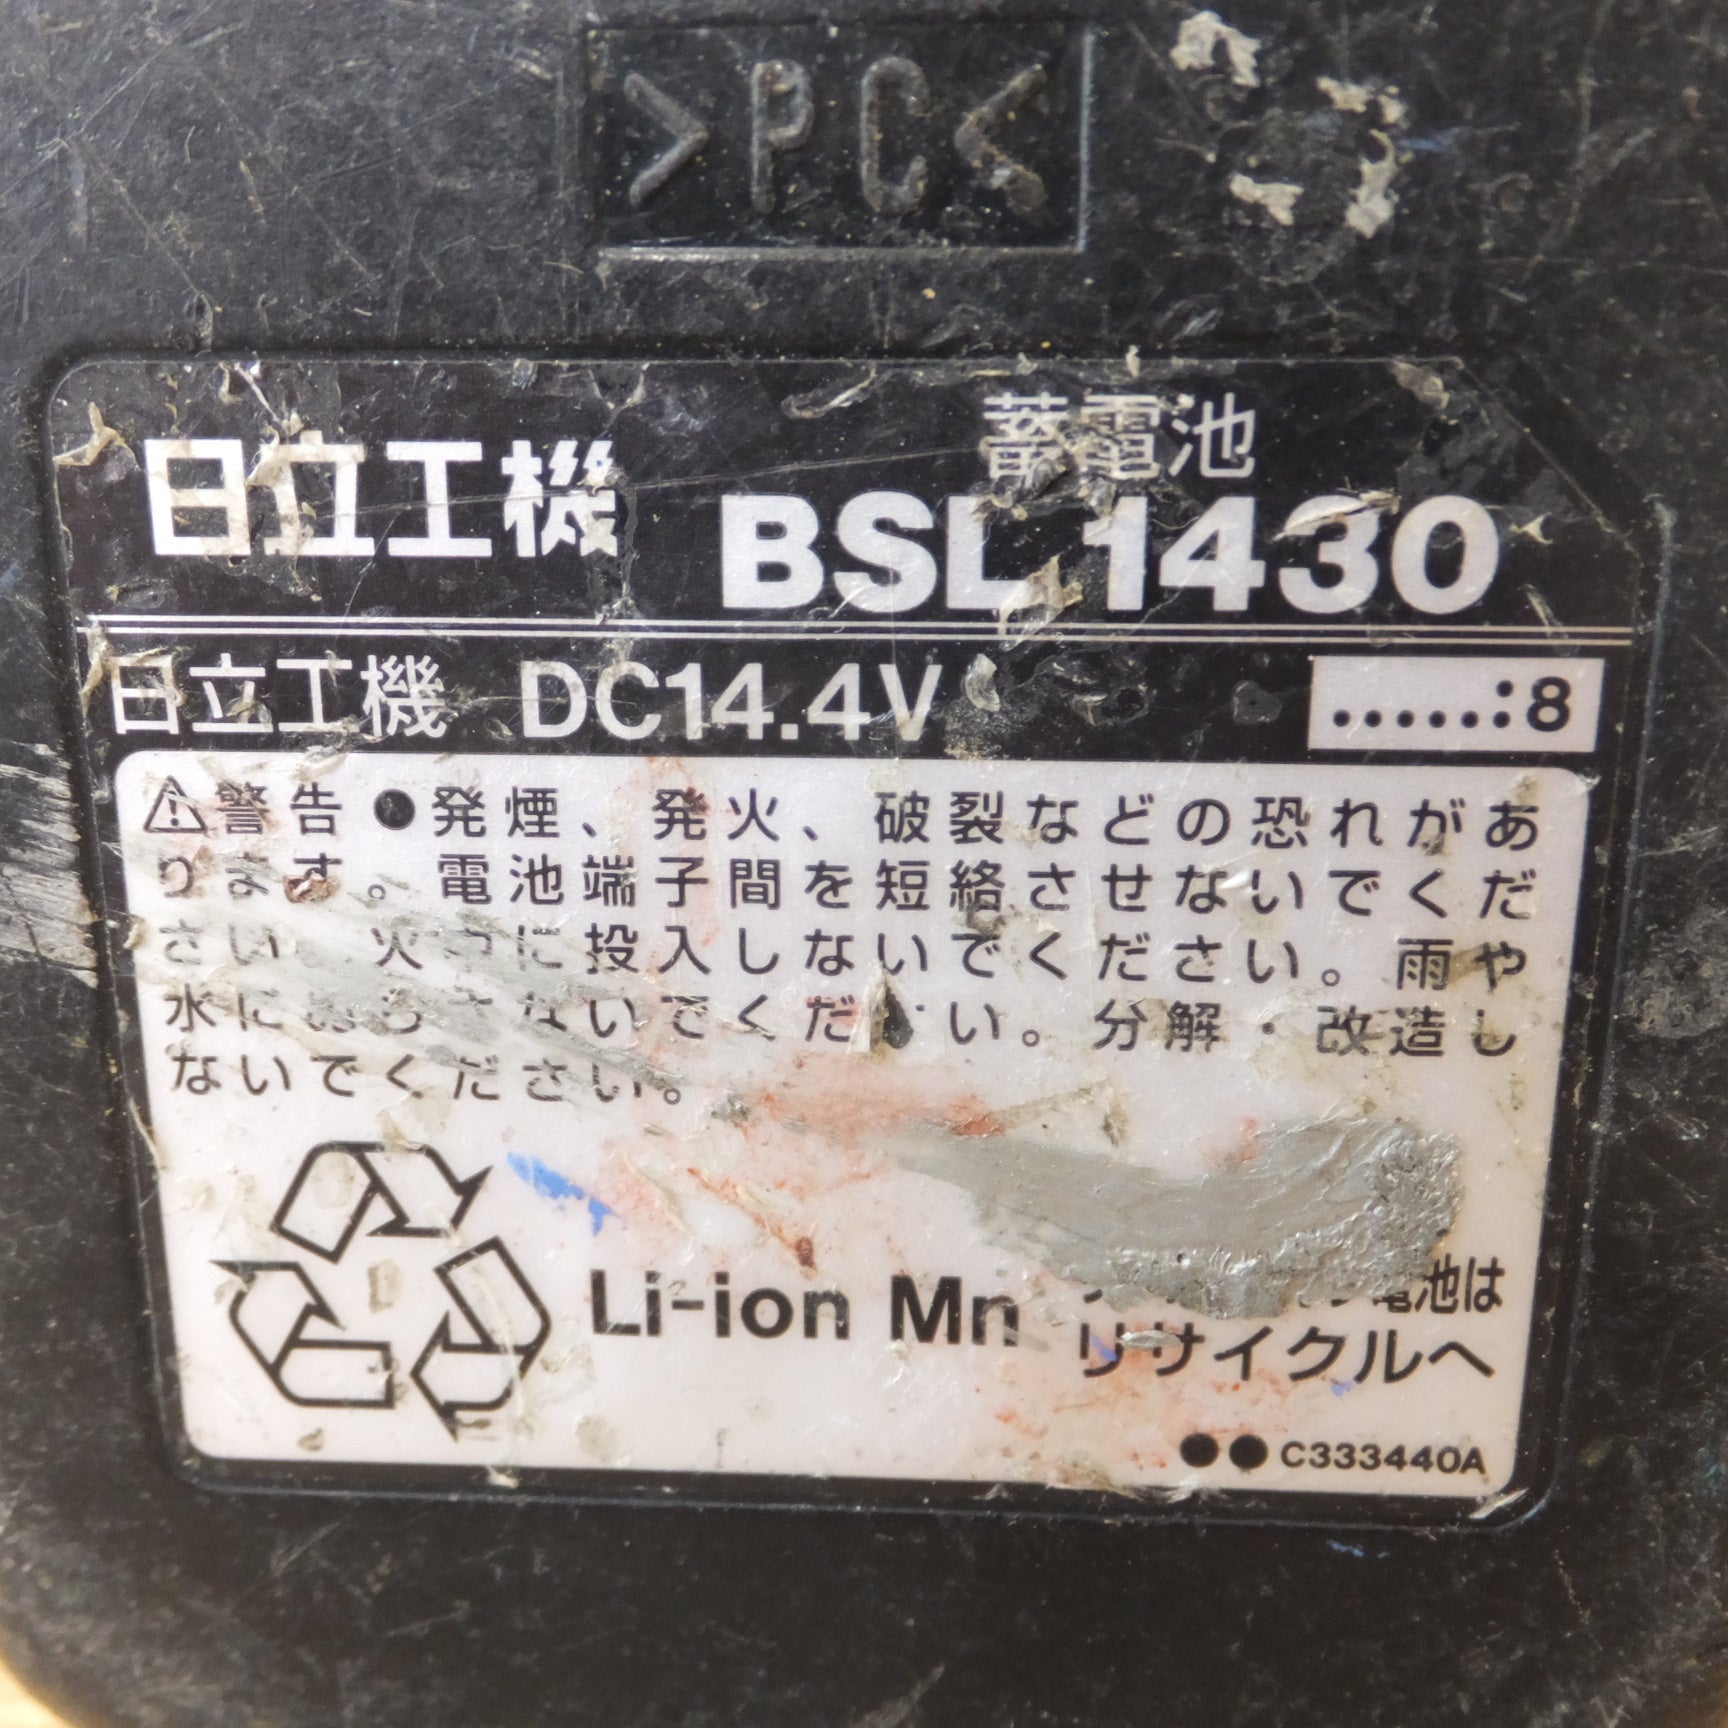 >PC<
日立工機
蓄電池
BSL 1430
日立工機 DC14.4V
......:8
⚠警告●発煙、発火、破裂などの恐れがあ
ります。電池端子間を短絡させないでくだ
さい。火中に投入しないでください。雨や
水にぬらさないでください。分解・改造し
ないでください。
Li-ion Mn
電池は
リサイクルへ
●●C333440A